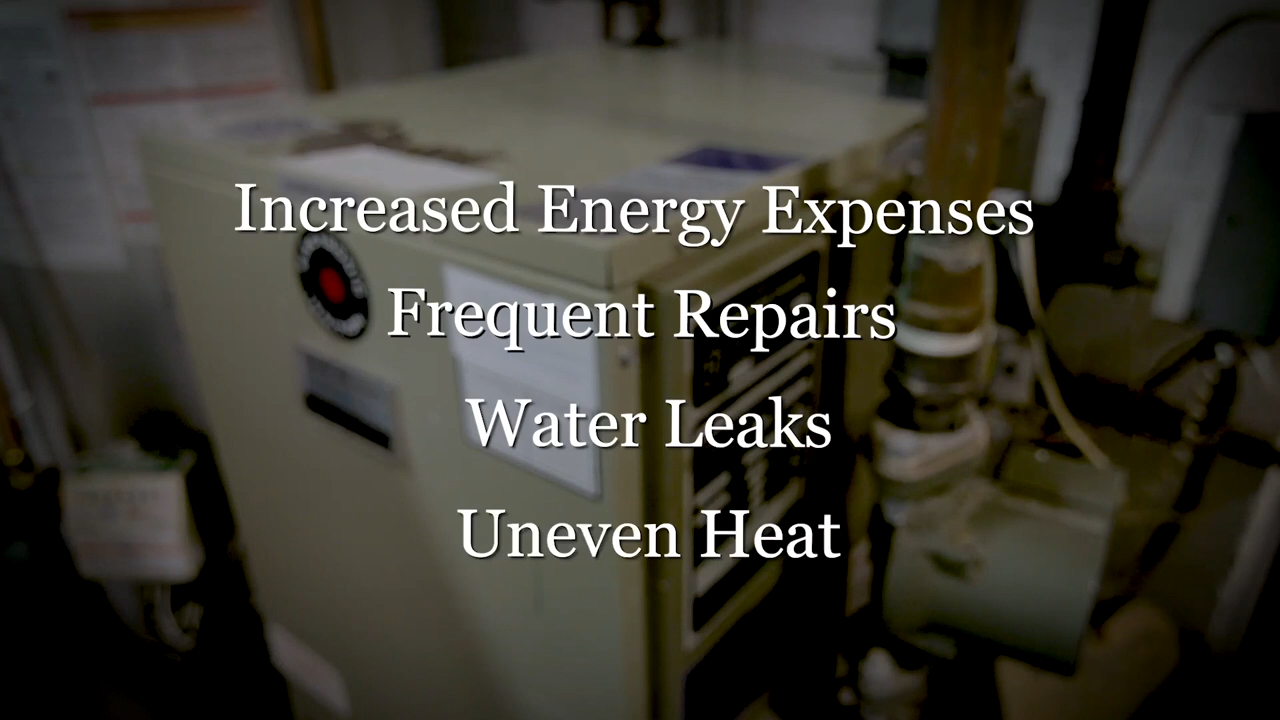 Increased Energy Expenses
Frequent Repairs
Water Leaks
Uneven Heat